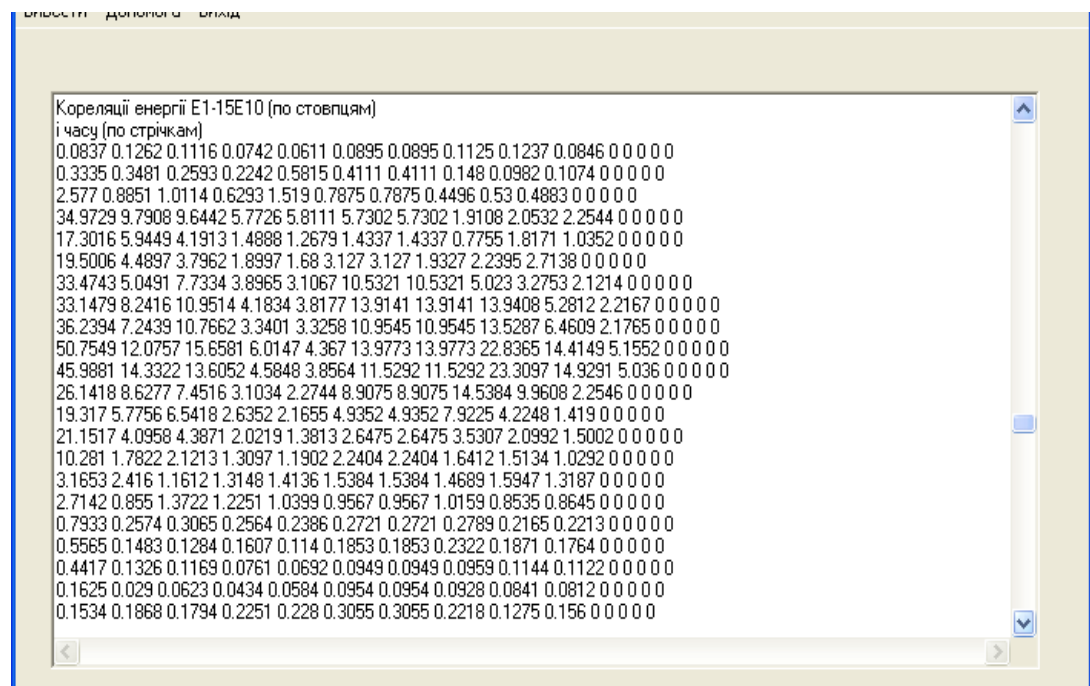 Вивести Допомога Вихід
Кореляції енергії E1-15E10 (по стовпцям)
і часу (по стрічкам)
0.0837 0.1262 0.1116 0.0742 0.0611 0.0895 0.0895 0.1125 0.1237 0.0846 0 0 0 0 0
0.3335 0.3481 0.2593 0.2242 0.5815 0.4111 0.4111 0.148 0.0982 0.1074 0 0 0 0 0
2.577 0.8851 1.0114 0.6293 1.519 0.7875 0.7875 0.4496 0.53 0.4883 0 0 0 0 0
34.9729 9.7908 9.6442 5.7726 5.8111 5.7302 5.7302 1.9108 2.0532 2.2544 0 0 0 0 0
17.3016 5.9449 4.1913 1.4888 1.2679 1.4337 1.4337 0.7755 1.8171 1.0352 0 0 0 0 0
19.5006 4.4897 3.7962 1.8997 1.68 3.127 3.127 1.9327 2.2395 2.7138 0 0 0 0 0
33.4743 5.0491 7.7334 3.8965 3.1067 10.5321 10.5321 5.023 3.2753 2.1214 0 0 0 0 0
33.1479 8.2416 10.9514 4.1834 3.8177 13.9141 13.9141 13.9408 5.2812 2.2167 0 0 0 0 0
36.2394 7.2439 10.7662 3.3401 3.3258 10.9545 10.9545 13.5287 6.4609 2.1765 0 0 0 0 0
50.7549 12.0757 15.6581 6.0147 4.367 13.9773 13.9773 22.8365 14.4149 5.1552 0 0 0 0 0
45.9881 14.3322 13.6052 4.5848 3.8564 11.5292 11.5292 23.3097 14.9291 5.036 0 0 0 0 0
26.1418 8.6277 7.4516 3.1034 2.2744 8.9075 8.9075 14.5384 9.9608 2.2546 0 0 0 0 0
19.317 5.7756 6.5418 2.6352 2.1655 4.9352 4.9352 7.9225 4.2248 1.419 0 0 0 0 0
21.1517 4.0958 4.3871 2.0219 1.3813 2.6475 2.6475 3.5307 2.0992 1.5002 0 0 0 0 0
10.281 1.7822 2.1213 1.3097 1.1902 2.2404 2.2404 1.6412 1.5134 1.0292 0 0 0 0 0
3.1653 2.416 1.1612 1.3148 1.4136 1.5384 1.5384 1.4689 1.5947 1.3187 0 0 0 0 0
2.7142 0.855 1.3722 1.2251 1.0399 0.9567 0.9567 1.0159 0.8535 0.8645 0 0 0 0 0
0.7933 0.2574 0.3065 0.2564 0.2386 0.2721 0.2721 0.2789 0.2165 0.2213 0 0 0 0 0
0.5565 0.1483 0.1284 0.1607 0.114 0.1853 0.1853 0.2322 0.1871 0.1764 0 0 0 0 0
0.4417 0.1326 0.1169 0.0761 0.0692 0.0949 0.0949 0.0959 0.1144 0.1122 0 0 0 0 0
0.1625 0.029 0.0623 0.0434 0.0584 0.0954 0.0954 0.0928 0.0841 0.0812 0 0 0 0 0
0.1534 0.1868 0.1794 0.2251 0.228 0.3055 0.3055 0.2218 0.1275 0.156 0 0 0 0 0